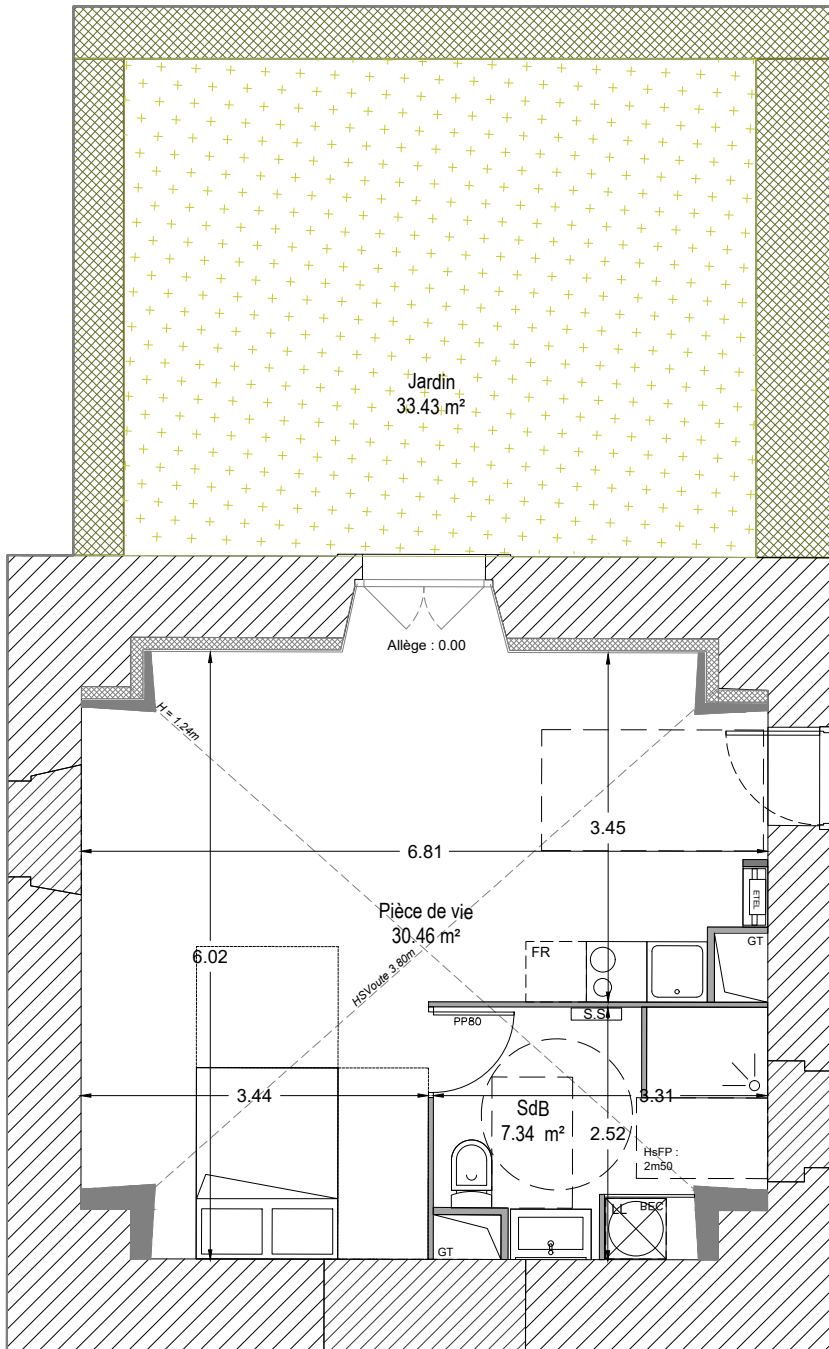 Jardin
33.43 m²
Allège : 0.00
H = 1.24m
3.45
6.81
ETEL
Pièce de vie
30.46 m²
GT
FR
6.02
HSVoute 3.80m
S.S
PP80
3.44
3.31
SdB
7.34 m²
2.52
HsFP :
2m50
LL
BEC
GT